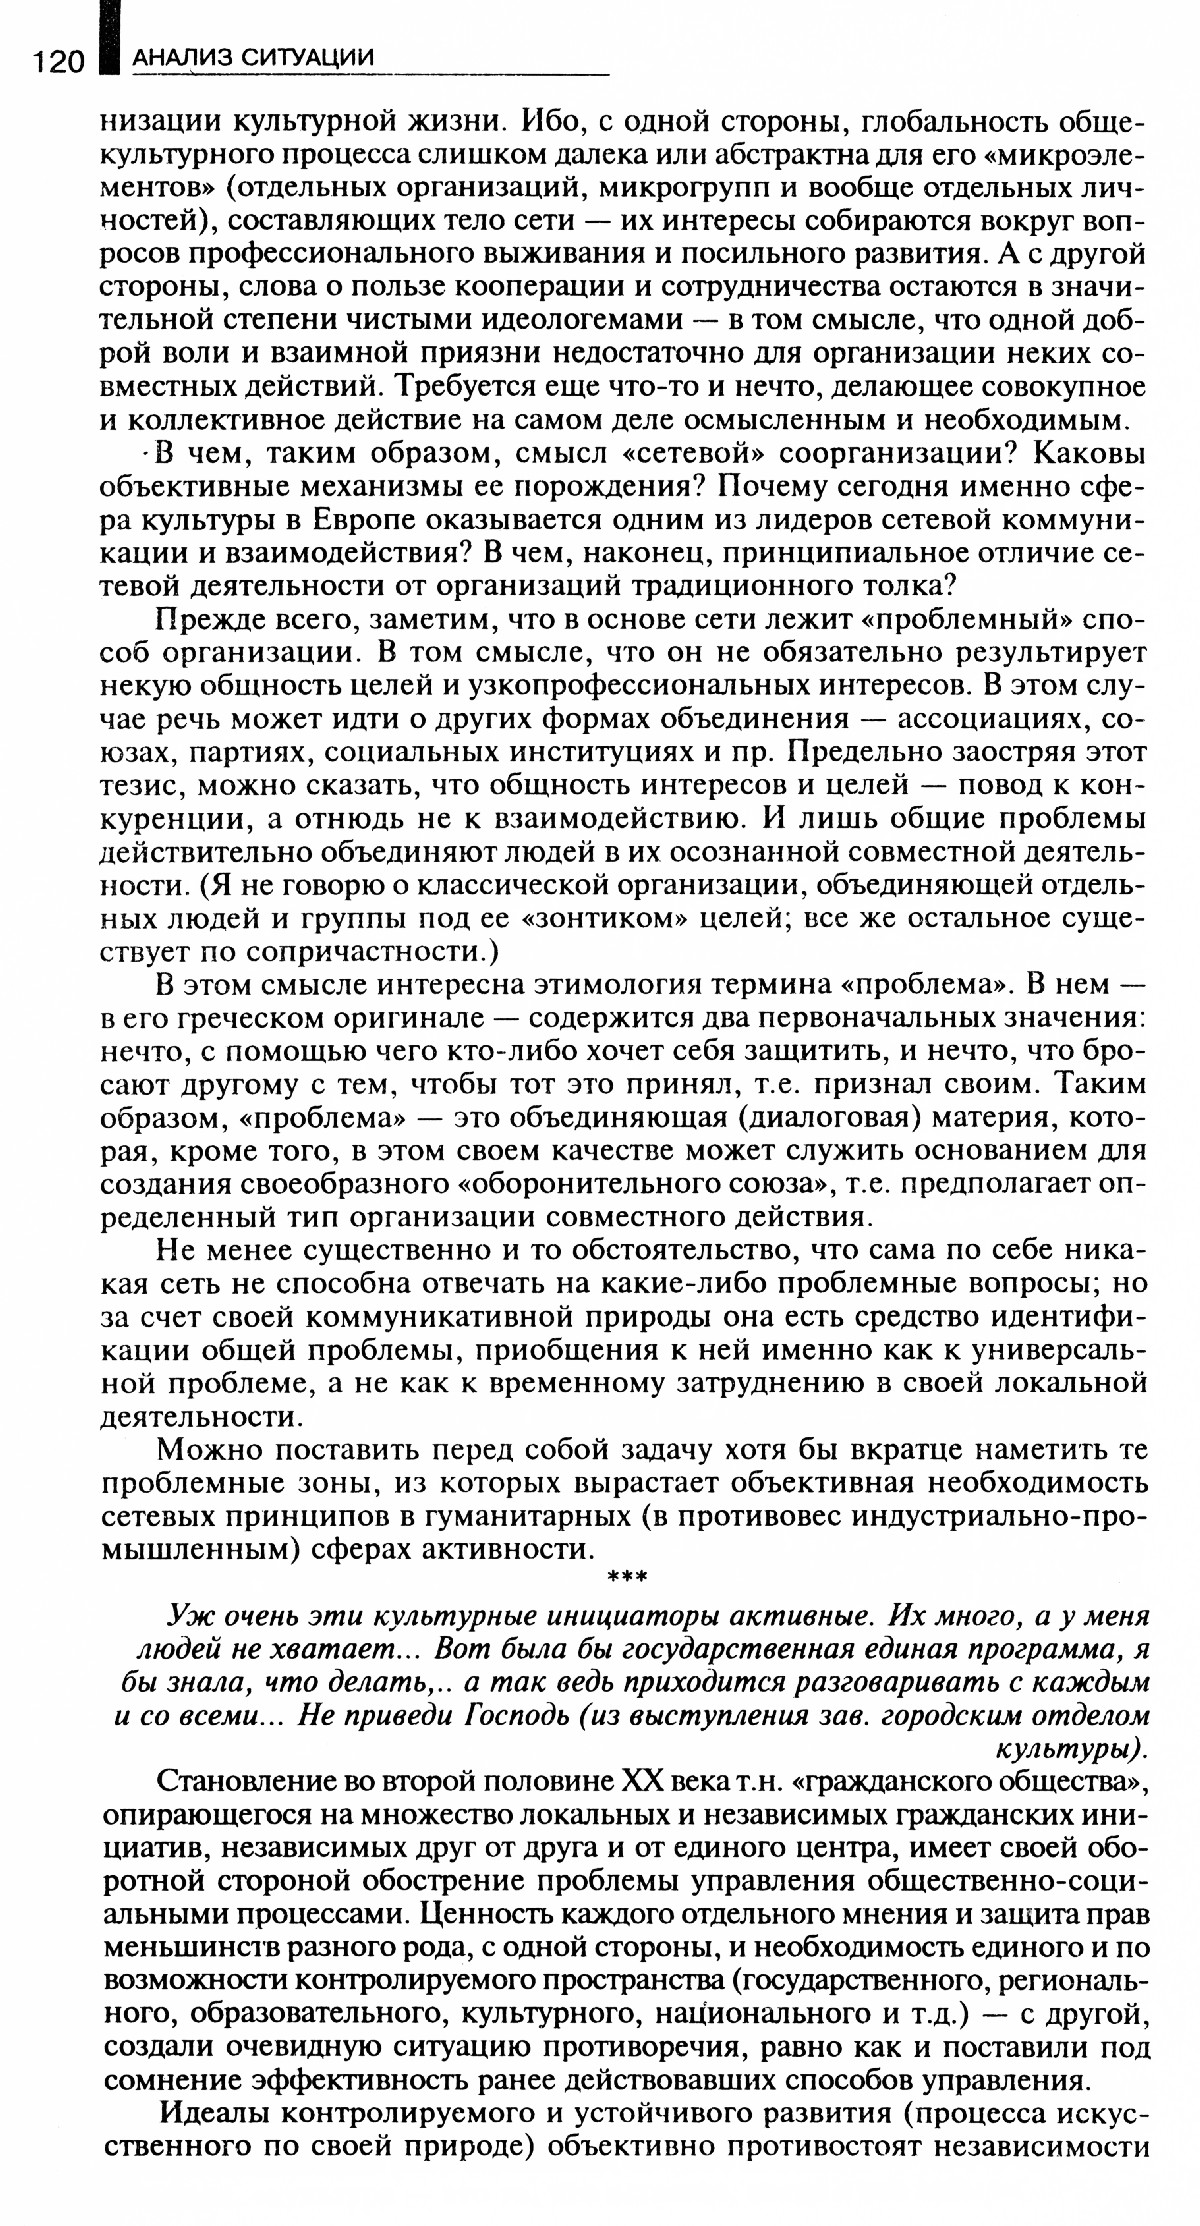 120 АНАЛИЗ СИТУАЦИИ
низации культурной жизни. Ибо, с одной стороны, глобальность обще-
культурного процесса слишком далека или абстрактна для его «микроэле-
ментов» (отдельных организаций, микрогрупп и вообще отдельных лич-
ностей), составляющих тело сети — их интересы собираются вокруг воп-
росов профессионального выживания и посильного развития. А с другой
стороны, слова о пользе кооперации и сотрудничества остаются в значи-
тельной степени чистыми идеологемами — в том смысле, что одной доб-
рой воли и взаимной приязни недостаточно для организации неких со-
вместных действий. Требуется еще что-то и нечто, делающее совокупное
и коллективное действие на самом деле осмысленным и необходимым.
В чем, таким образом, смысл «сетевой» соорганизации? Каковы
объективные механизмы ее порождения? Почему сегодня именно сфе-
ра культуры в Европе оказывается одним из лидеров сетевой коммуни-
кации и взаимодействия? В чем, наконец, принципиальное отличие се-
тевой деятельности от организаций традиционного толка?
Прежде всего, заметим, что в основе сети лежит «проблемный» спо-
соб организации. В том смысле, что он не обязательно результирует
некую общность целей и узкопрофессиональных интересов. В этом слу-
чае речь может идти о других формах объединения — ассоциациях, со-
юзах, партиях, социальных институциях и пр. Предельно заостряя этот
тезис, можно сказать, что общность интересов и целей — повод к кон-
куренции, а отнюдь не к взаимодействию. И лишь общие проблемы
действительно объединяют людей в их осознанной совместной деятель-
ности. (Я не говорю о классической организации, объединяющей отдель-
ных людей и группы под ее «зонтиком» целей; все же остальное суще-
ствует по сопричастности.)
В этом смысле интересна этимология термина «проблема». В нем —
в его греческом оригинале — содержится два первоначальных значения:
нечто, с помощью чего кто-либо хочет себя защитить, и нечто, что бро-
сают другому с тем, чтобы тот это принял, т.е. признал своим. Таким
образом, «проблема» — это объединяющая (диалоговая) материя, кото-
рая, кроме того, в этом своем качестве может служить основанием для
создания своеобразного «оборонительного союза», т.е. предполагает оп-
ределенный тип организации совместного действия.
Не менее существенно и то обстоятельство, что сама по себе ника-
кая сеть не способна отвечать на какие-либо проблемные вопросы; но
за счет своей коммуникативной природы она есть средство идентифи-
кации общей проблемы, приобщения к ней именно как к универсаль-
ной проблеме, а не как к временному затруднению в своей локальной
деятельности.
Можно поставить перед собой задачу хотя бы вкратце наметить те
проблемные зоны, из которых вырастает объективная необходимость
сетевых принципов в гуманитарных (в противовес индустриально-про-
мышленным) сферах активности.
***
Уж очень эти культурные инициаторы активные. Их много, а у меня
людей не хватает... Вот была бы государственная единая программа, я
бы знала, что делать,.. а так ведь приходится разговаривать с каждым
и со всеми... Не приведи Господь (из выступления зав. городским отделом
культуры).
Становление во второй половине XX века т.н. «гражданского общества»,
опирающегося на множество локальных и независимых гражданских ини-
циатив, независимых друг от друга и от единого центра, имеет своей обо-
ротной стороной обострение проблемы управления общественно-соци-
альными процессами. Ценность каждого отдельного мнения и защита прав
меньшинств разного рода, с одной стороны, и необходимость единого и по
возможности контролируемого пространства (государственного, региональ-
ного, образовательного, культурного, национального и т.д.) — с другой,
создали очевидную ситуацию противоречия, равно как и поставили под
сомнение эффективность ранее действовавших способов управления.
Идеалы контролируемого и устойчивого развития (процесса искус-
ственного по своей природе) объективно противостоят независимости